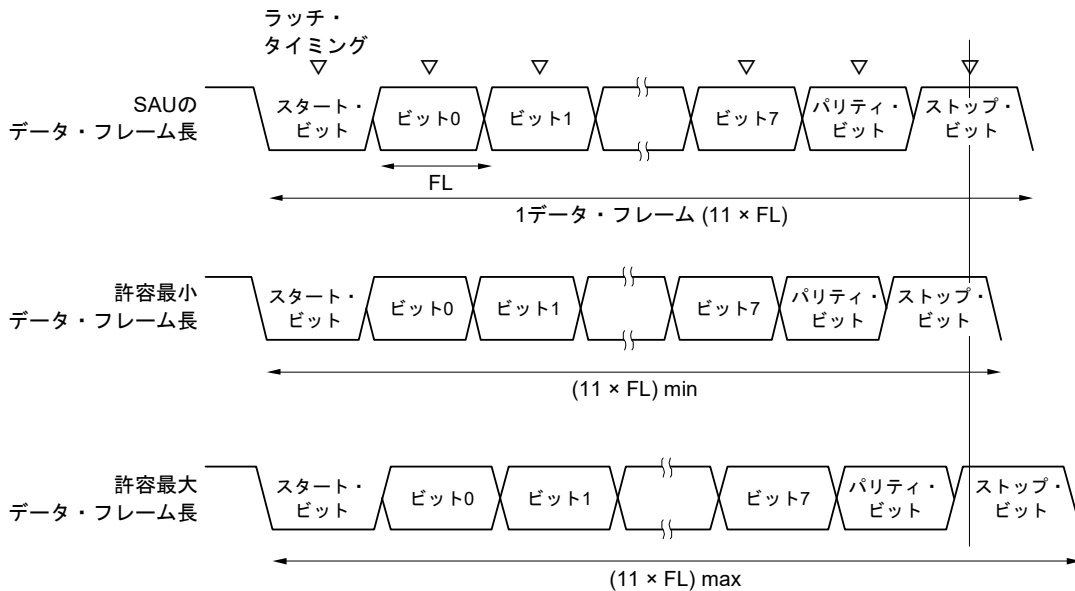 ラッチ・
タイミング
SAUの
データ・フレーム長
スタート・
ビット
ビット0
ビット1
ビット7
パリティ・
ビット
ストップ・
ビット
FL
1データ・フレーム (11 × FL)
許容最小
データ・フレーム長
スタート・
ビット
ビット0
ビット1
ビット7
パリティ・
ビット
ストップ・
ビット
(11 × FL) min
許容最大
データ・フレーム長
スタート・
ビット
ビット0
ビット1
ビット7
パリティ・
ビット
ストップ・
ビット
(11 × FL) max